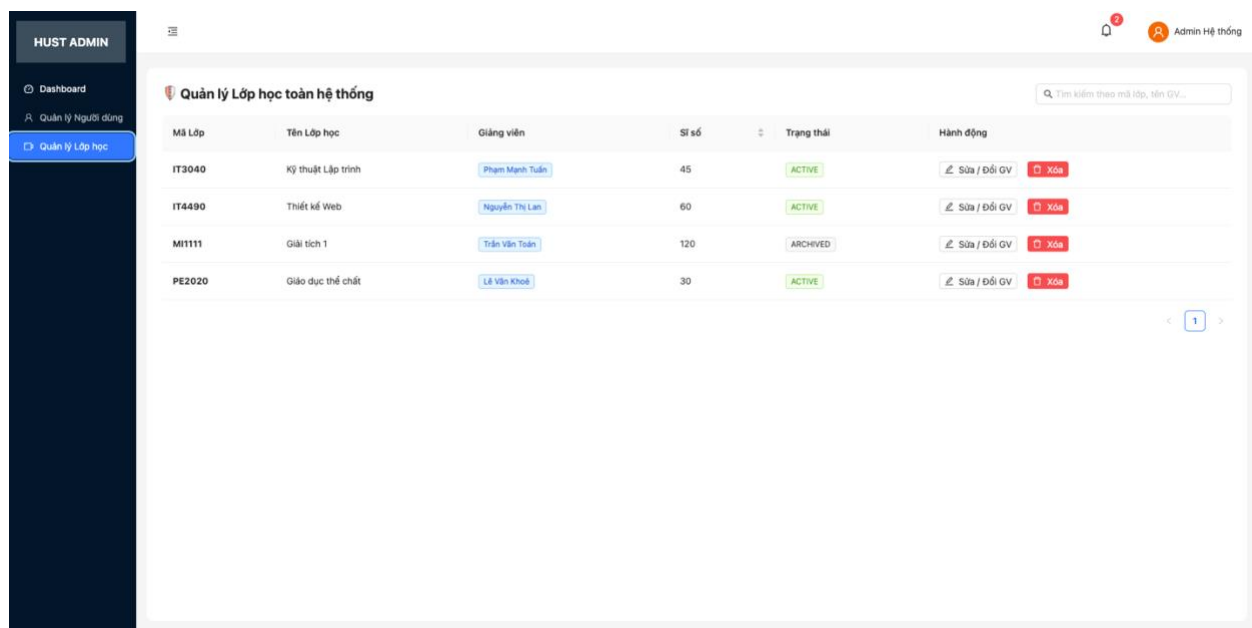 HUST ADMIN
2
Admin Hệ thống
Dashboard
Quản lý Người dùng
Quản lý Lớp học
Quản lý Lớp học toàn hệ thống
Tìm kiếm theo mã lớp, tên GV...
Mã Lớp Tên Lớp học Giảng viên Sĩ số Trạng thái Hành động
IT3040 Kỹ thuật Lập trình Phạm Mạnh Tuấn 45 ACTIVE Sửa / Đổi GV Xóa
IT4490 Thiết kế Web Nguyễn Thị Lan 60 ACTIVE Sửa / Đổi GV Xóa
MI1111 Giải tích 1 Trần Văn Toán 120 ARCHIVED Sửa / Đổi GV Xóa
PE2020 Giáo dục thể chất Lê Văn Khoẻ 30 ACTIVE Sửa / Đổi GV Xóa
< 1 >